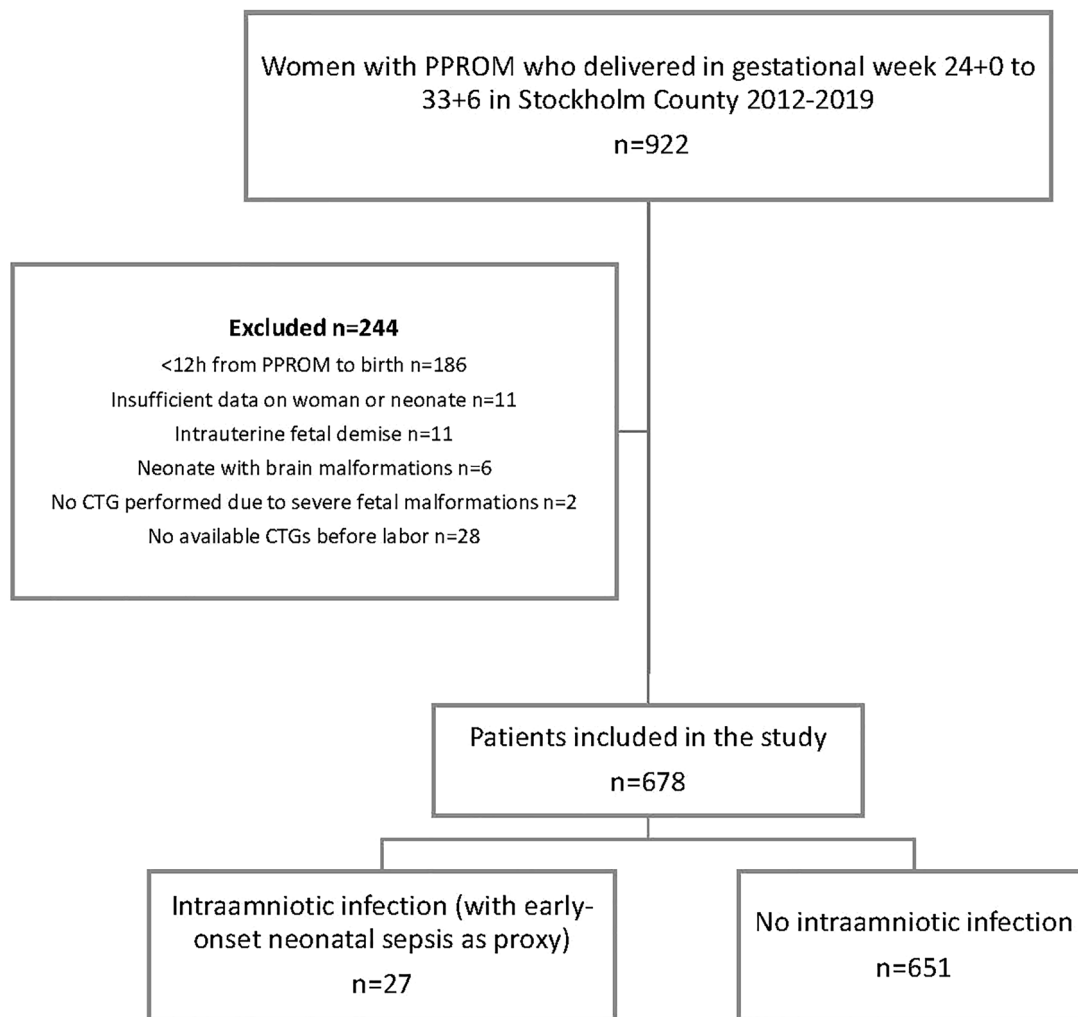 Women with PPROM who delivered in gestational week 24+0 to
33+6 in Stockholm County 2012-2019
n=922
Excluded n=244
<12h from PPROM to birth n=186
Insufficient data on woman or neonate n=11
Intrauterine fetal demise n=11
Neonate with brain malformations n=6
No CTG performed due to severe fetal malformations n=2
No available CTGs before labor n=28
Patients included in the study
n=678
Intraamniotic infection (with early-
onset neonatal sepsis as proxy)
n=27
No intraamniotic infection
n=651